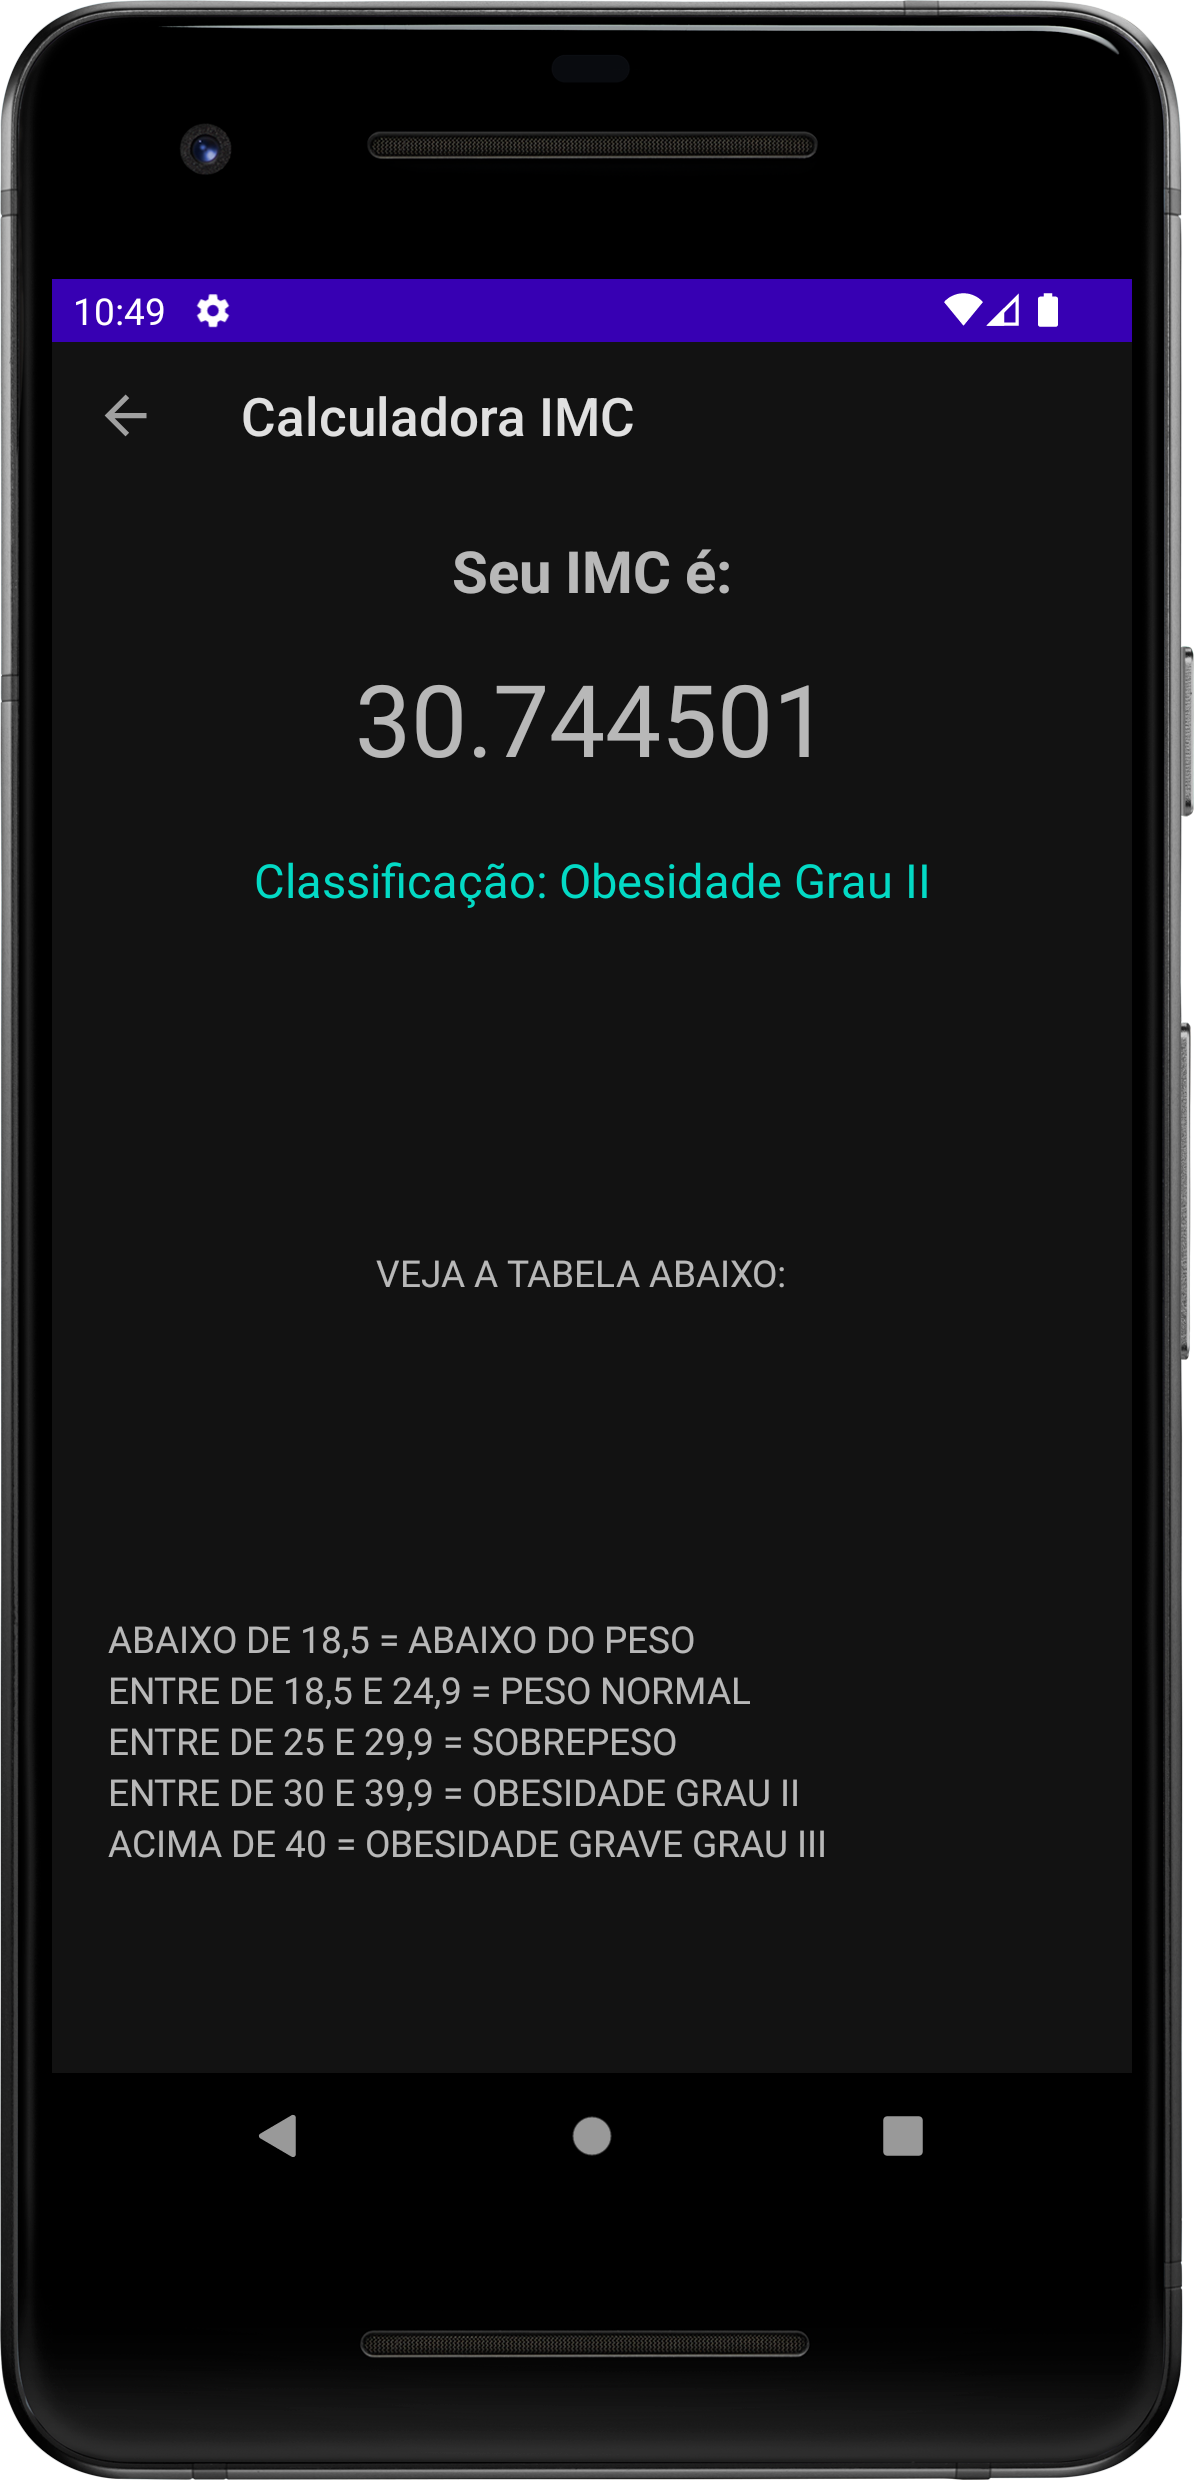 10:49
Calculadora IMC
Seu IMC é:
30.744501
Classificação: Obesidade Grau II
VEJA A TABELA ABAIXO:
ABAIXO DE 18,5 = ABAIXO DO PESO
ENTRE DE 18,5 E 24,9 = PESO NORMAL
ENTRE DE 25 E 29,9 = SOBREPESO
ENTRE DE 30 E 39,9 = OBESIDADE GRAU II
ACIMA DE 40 = OBESIDADE GRAVE GRAU III